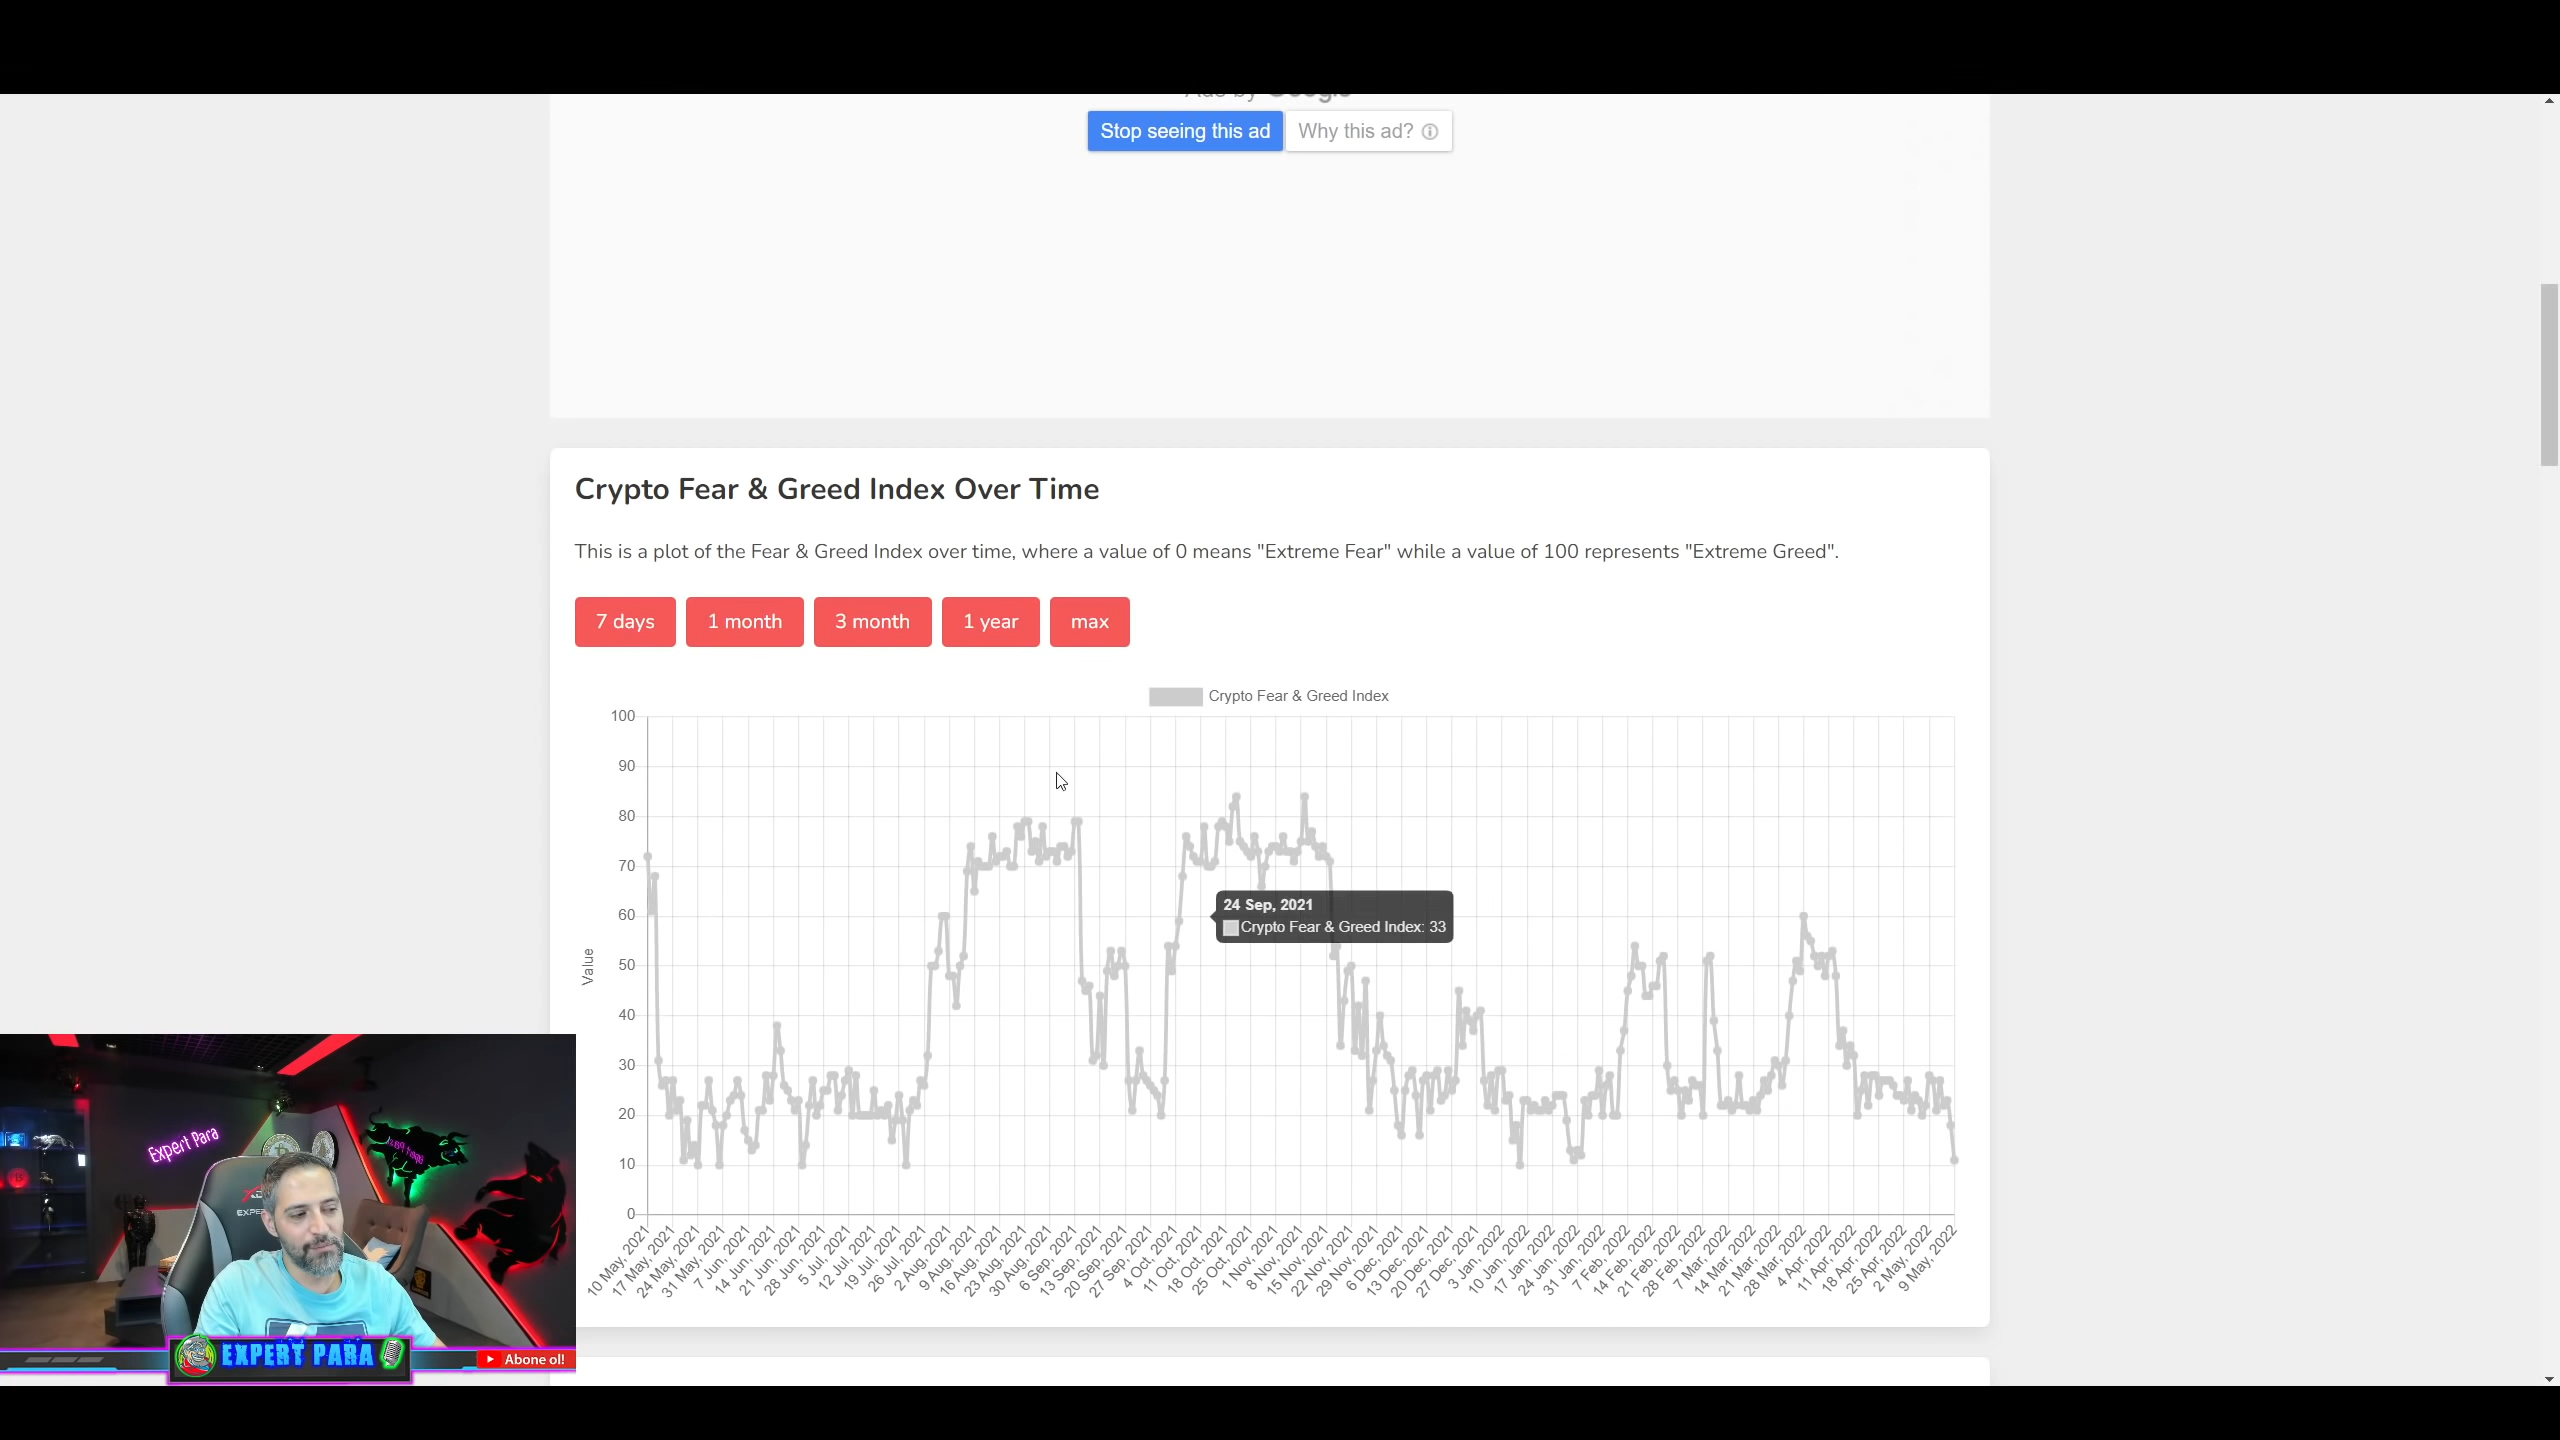 Stop seeing this ad
Why this ad?
Crypto Fear & Greed Index Over Time
This is a plot of the Fear & Greed Index over time, where a value of 0 means "Extreme Fear" while a value of 100 represents "Extreme Greed".
7 days
1 month
3 month
1 year
max
Crypto Fear & Greed Index
100
90
80
70
60
50
40
30
20
10
0
Value
24 Sep, 2021
Crypto Fear & Greed Index: 33
10 May, 2021
17 May, 2021
24 May, 2021
31 May, 2021
7 Jun, 2021
14 Jun, 2021
21 Jun, 2021
28 Jun, 2021
5 Jul, 2021
12 Jul, 2021
19 Jul, 2021
26 Jul, 2021
2 Aug, 2021
9 Aug, 2021
16 Aug, 2021
23 Aug, 2021
30 Aug, 2021
6 Sep, 2021
13 Sep, 2021
20 Sep, 2021
27 Sep, 2021
4 Oct, 2021
11 Oct, 2021
18 Oct, 2021
25 Oct, 2021
1 Nov, 2021
8 Nov, 2021
15 Nov, 2021
22 Nov, 2021
29 Nov, 2021
6 Dec, 2021
13 Dec, 2021
20 Dec, 2021
27 Dec, 2021
3 Jan, 2022
10 Jan, 2022
17 Jan, 2022
24 Jan, 2022
31 Jan, 2022
7 Feb, 2022
14 Feb, 2022
21 Feb, 2022
28 Feb, 2022
7 Mar, 2022
14 Mar, 2022
21 Mar, 2022
28 Mar, 2022
4 Apr, 2022
11 Apr, 2022
18 Apr, 2022
25 Apr, 2022
2 May, 2022
9 May, 2022
Expert Para
EXPERT PARA
Abone ol!